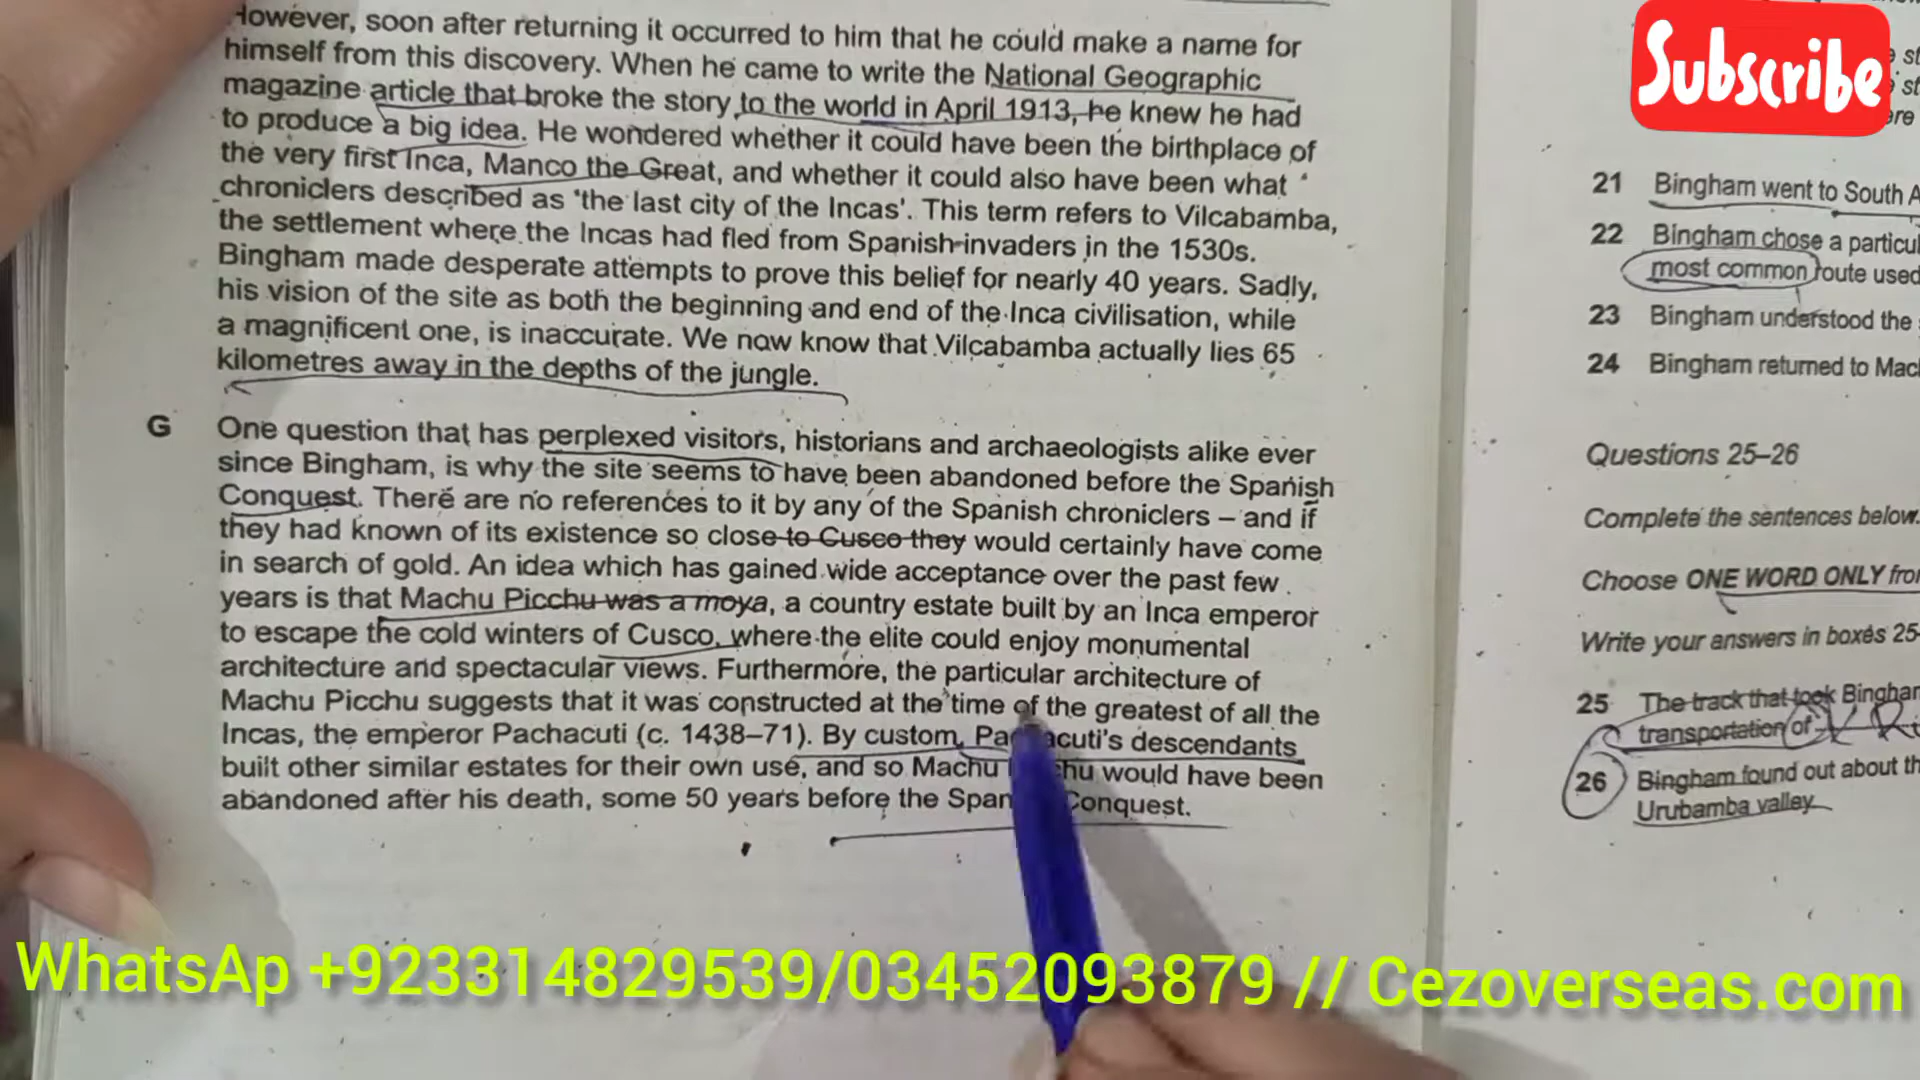 However, soon after returning it occurred to him that he could make a name for
himself from this discovery. When he came to write the National Geographic
magazine article that broke the story to the world in April 1913, he knew he had
to produce a big idea. He wondered whether it could have been the birthplace of
the very first Inca, Manco the Great, and whether it could also have been what
chroniclers described as 'the last city of the Incas'. This term refers to Vilcabamba,
the settlement where the Incas had fled from Spanish invaders in the 1530s.
Bingham made desperate attempts to prove this belief for nearly 40 years. Sadly,
his vision of the site as both the beginning and end of the Inca civilisation, while
a magnificent one, is inaccurate. We now know that Vilcabamba actually lies 65
kilometres away in the depths of the jungle.
G One question that has perplexed visitors, historians and archaeologists alike ever
since Bingham, is why the site seems to have been abandoned before the Spanish
Conquest. There are no references to it by any of the Spanish chroniclers – and if
they had known of its existence so close to Cusco they would certainly have come
in search of gold. An idea which has gained wide acceptance over the past few
years is that Machu Picchu was a moya, a country estate built by an Inca emperor
to escape the cold winters of Cusco, where the elite could enjoy monumental
architecture and spectacular views. Furthermore, the particular architecture of
Machu Picchu suggests that it was constructed at the time of the greatest of all the
Incas, the emperor Pachacuti (c. 1438–71). By custom, Pachacuti's descendants
built other similar estates for their own use, and so Machu would have been
abandoned after his death, some 50 years before the Conquest.
Subscribe
21 Bingham went to South
22 Bingham chose a
most common route used
23 Bingham understood the
24 Bingham returned to
Questions 25–26
Complete the sentences below.
Choose ONE WORD ONLY
Write your answers in boxes 25
25 The track that took
transportation of
26 Bingham found out about
Urubamba valley
WhatsAp +923314829539/03452093879 // Cezoverseas.com